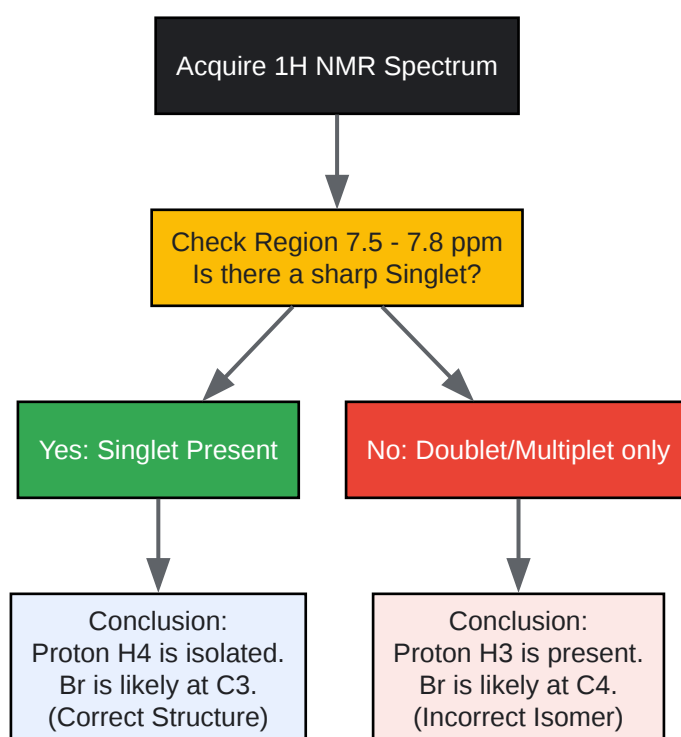 Acquire 1H NMR Spectrum
Check Region 7.5 - 7.8 ppm
Is there a sharp Singlet?
Yes: Singlet Present
No: Doublet/Multiplet only
Conclusion:
Proton H4 is isolated.
Br is likely at C3.
(Correct Structure)
Conclusion:
Proton H3 is present.
Br is likely at C4.
(Incorrect Isomer)